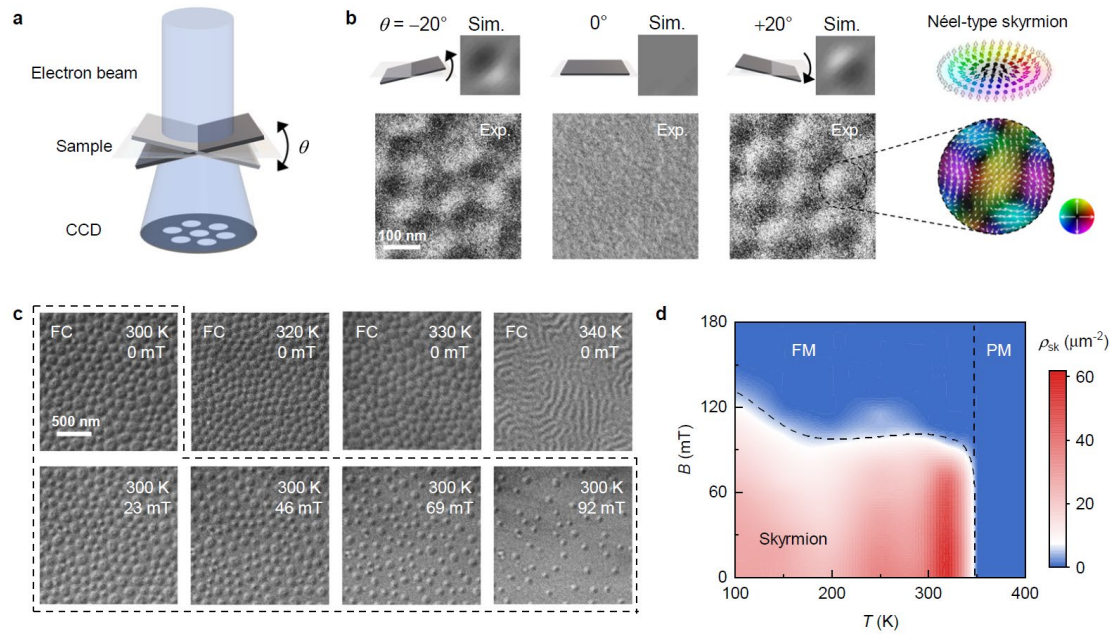 a
Electron beam
Sample
θ
CCD
b
θ = −20° Sim.
0° Sim.
+20° Sim.
Néel-type skyrmion
Exp.
Exp.
Exp.
100 nm
c
FC 300 K
0 mT
500 nm
FC 320 K
0 mT
FC 330 K
0 mT
FC 340 K
0 mT
300 K
23 mT
300 K
46 mT
300 K
69 mT
300 K
92 mT
d
180
120
60
0
B (mT)
FM
PM
Skyrmion
100
200
300
400
T (K)
ρsk (μm⁻²)
60
40
20
0